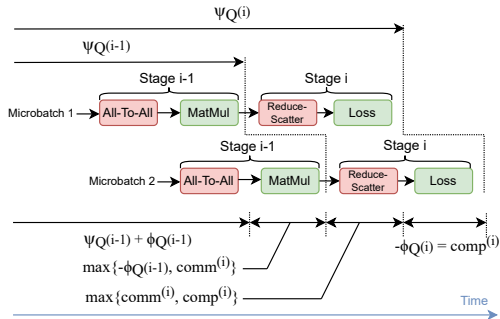 ψQ(i)
ψQ(i-1)
Stage i-1
Stage i
Microbatch 1
All-To-All
MatMul
Reduce-
Scatter
Loss
Stage i-1
Stage i
Microbatch 2
All-To-All
MatMul
Reduce-
Scatter
Loss
ψQ(i-1) + ϕQ(i-1)
-ϕQ(i) = comp(i)
max{-ϕQ(i-1), comm(i)}
max{comm(i), comp(i)}
Time